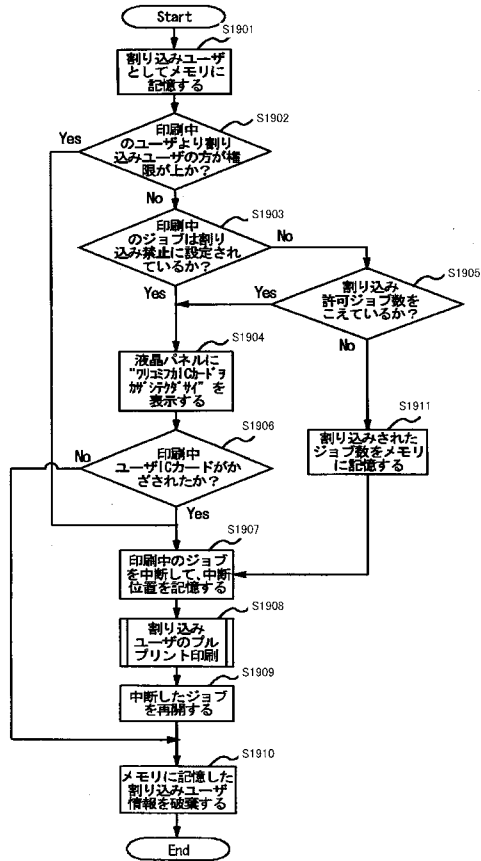 Start
S1901
割り込みユーザ
としてメモリに
記憶する
S1902
印刷中
のユーザより割り
込みユーザの方が権
限が上か?
Yes
No
S1903
印刷中
のジョブは割り
込み禁止に設定され
ているか?
No
Yes
S1905
割り込み
許可ジョブ数を
こえているか?
Yes
No
S1904
液晶パネルに
“ワリコミフカICカードヲ
カザシテクダサイ”を
表示する
S1911
割り込みされた
ジョブ数をメモリ
に記憶する
S1906
印刷中
ユーザICカードがか
ざされたか?
No
Yes
S1907
印刷中のジョブ
を中断して、中断
位置を記憶する
S1908
割り込み
ユーザのプル
プリント印刷
S1909
中断したジョブ
を再開する
S1910
メモリに記憶した
割り込みユーザ
情報を破棄する
End